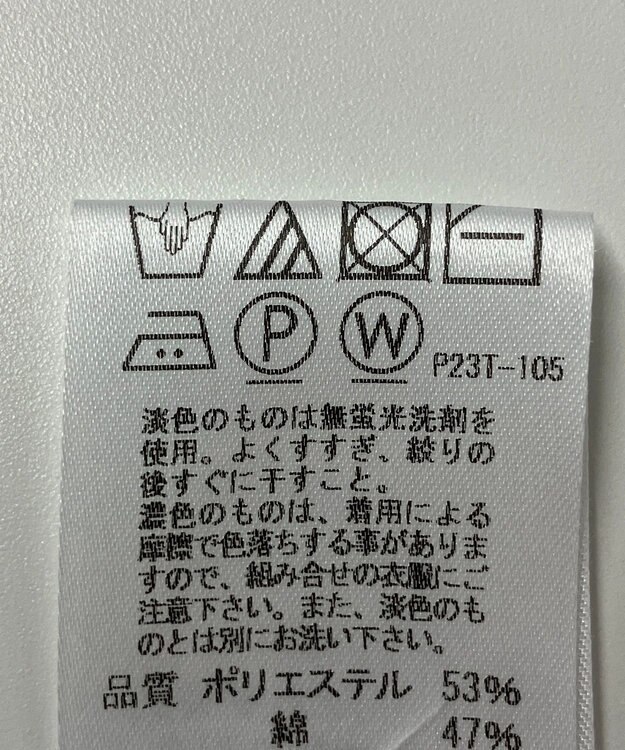 P W P23T-105
淡色のものは無蛍光洗剤を
使用。よくすすぎ、絞りの
後すぐに干すこと。
濃色のものは、着用による
摩擦で色落ちする事がありま
すので、組み合せの衣服にご
注意下さい。また、淡色のも
のとは別にお洗い下さい。
品質 ポリエステル 53%
綿 47%